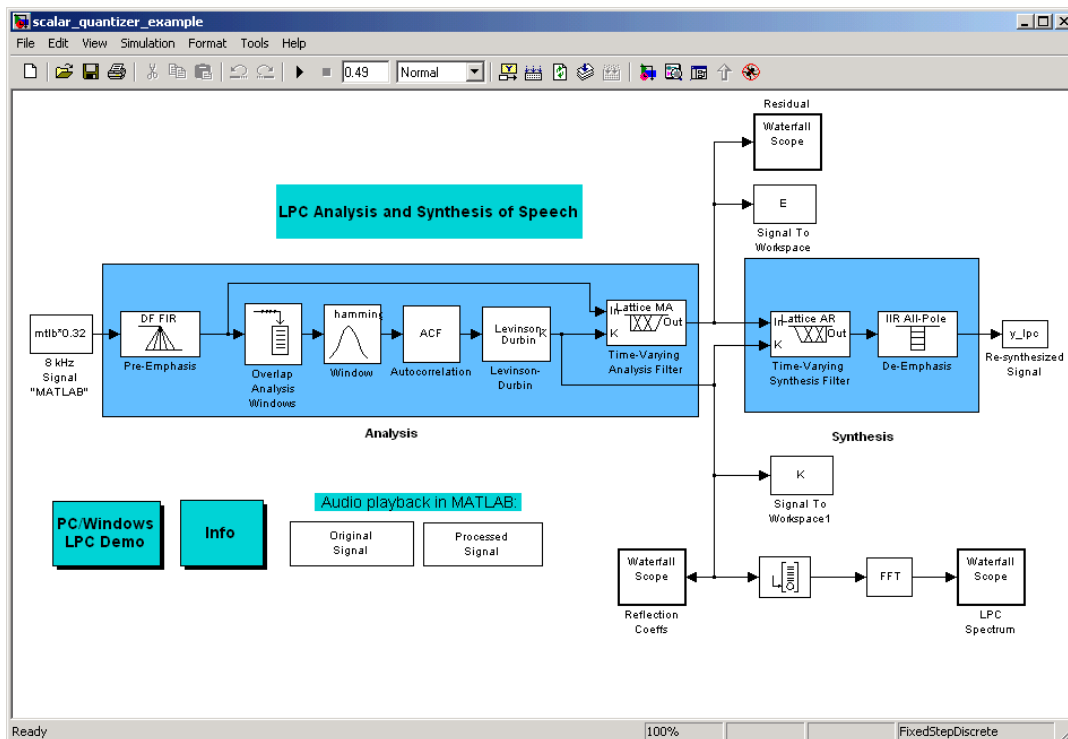 scalar_quantizer_example
File Edit View Simulation Format Tools Help
0.49 Normal
Residual
Waterfall
Scope
E
Signal To
Workspace
LPC Analysis and Synthesis of Speech
mtlb*0.32
8 kHz
Signal
"MATLAB"
DF FIR
Pre-Emphasis
Overlap
Analysis
Windows
hamming
Window
ACF
Autocorrelation
Levinson-
Durbin
K
Levinson-
Durbin
Lattice MA
In
Out
K
Time-Varying
Analysis Filter
Analysis
Lattice AR
In
Out
K
Time-Varying
Synthesis Filter
IIR All-Pole
De-Emphasis
y_lpc
Re-synthesized
Signal
Synthesis
K
Signal To
Workspace1
PC/Windows
LPC Demo
Info
Audio playback in MATLAB:
Original
Signal
Processed
Signal
Waterfall
Scope
Reflection
Coeffs
FFT
Waterfall
Scope
LPC
Spectrum
Ready 100% FixedStepDiscrete